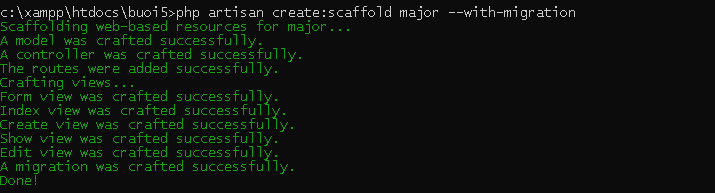 c:\xampp\htdocs\buoi5>php artisan create:scaffold major --with-migration
Scaffolding web-based resources for major...
A model was crafted successfully.
A controller was crafted successfully.
The routes were added successfully.
Crafting views...
Form view was crafted successfully.
Index view was crafted successfully.
Create view was crafted successfully.
Show view was crafted successfully.
Edit view was crafted successfully.
A migration was crafted successfully.
Done!